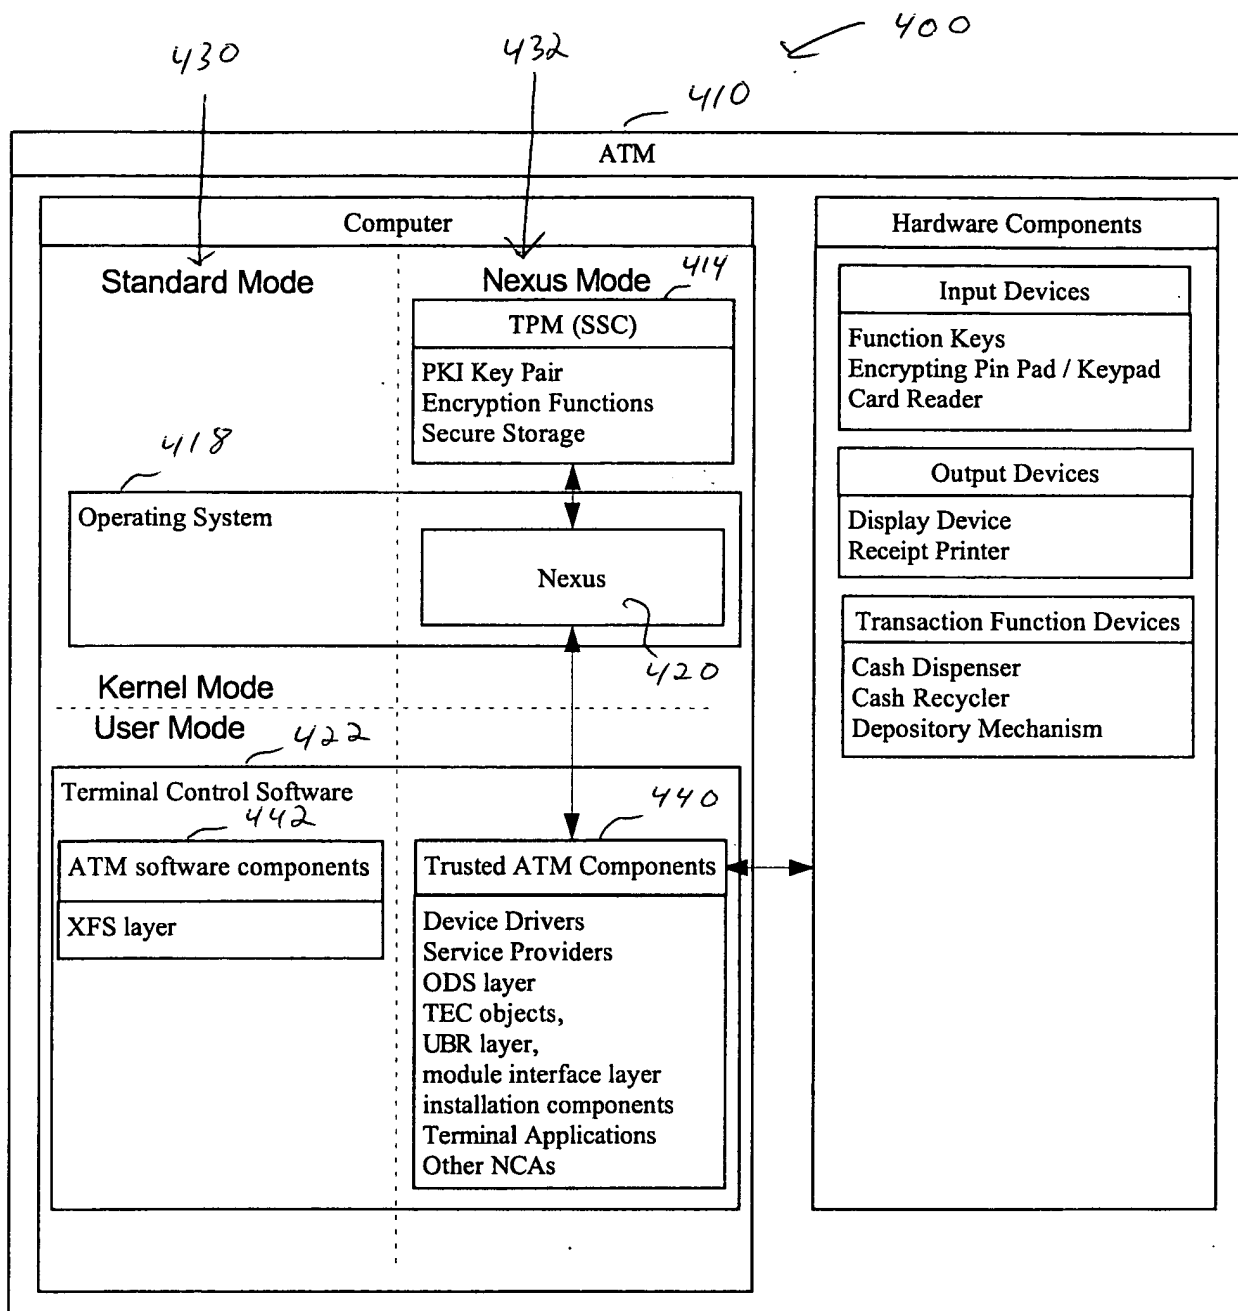 400
430
432
410
ATM
Computer
Hardware Components
Standard Mode
Nexus Mode
414
TPM (SSC)
PKI Key Pair
Encryption Functions
Secure Storage
418
Operating System
Nexus
420
Kernel Mode
User Mode
422
Terminal Control Software
442
ATM software components
XFS layer
440
Trusted ATM Components
Device Drivers
Service Providers
ODS layer
TEC objects,
UBR layer,
module interface layer
installation components
Terminal Applications
Other NCAs
Input Devices
Function Keys
Encrypting Pin Pad / Keypad
Card Reader
Output Devices
Display Device
Receipt Printer
Transaction Function Devices
Cash Dispenser
Cash Recycler
Depository Mechanism